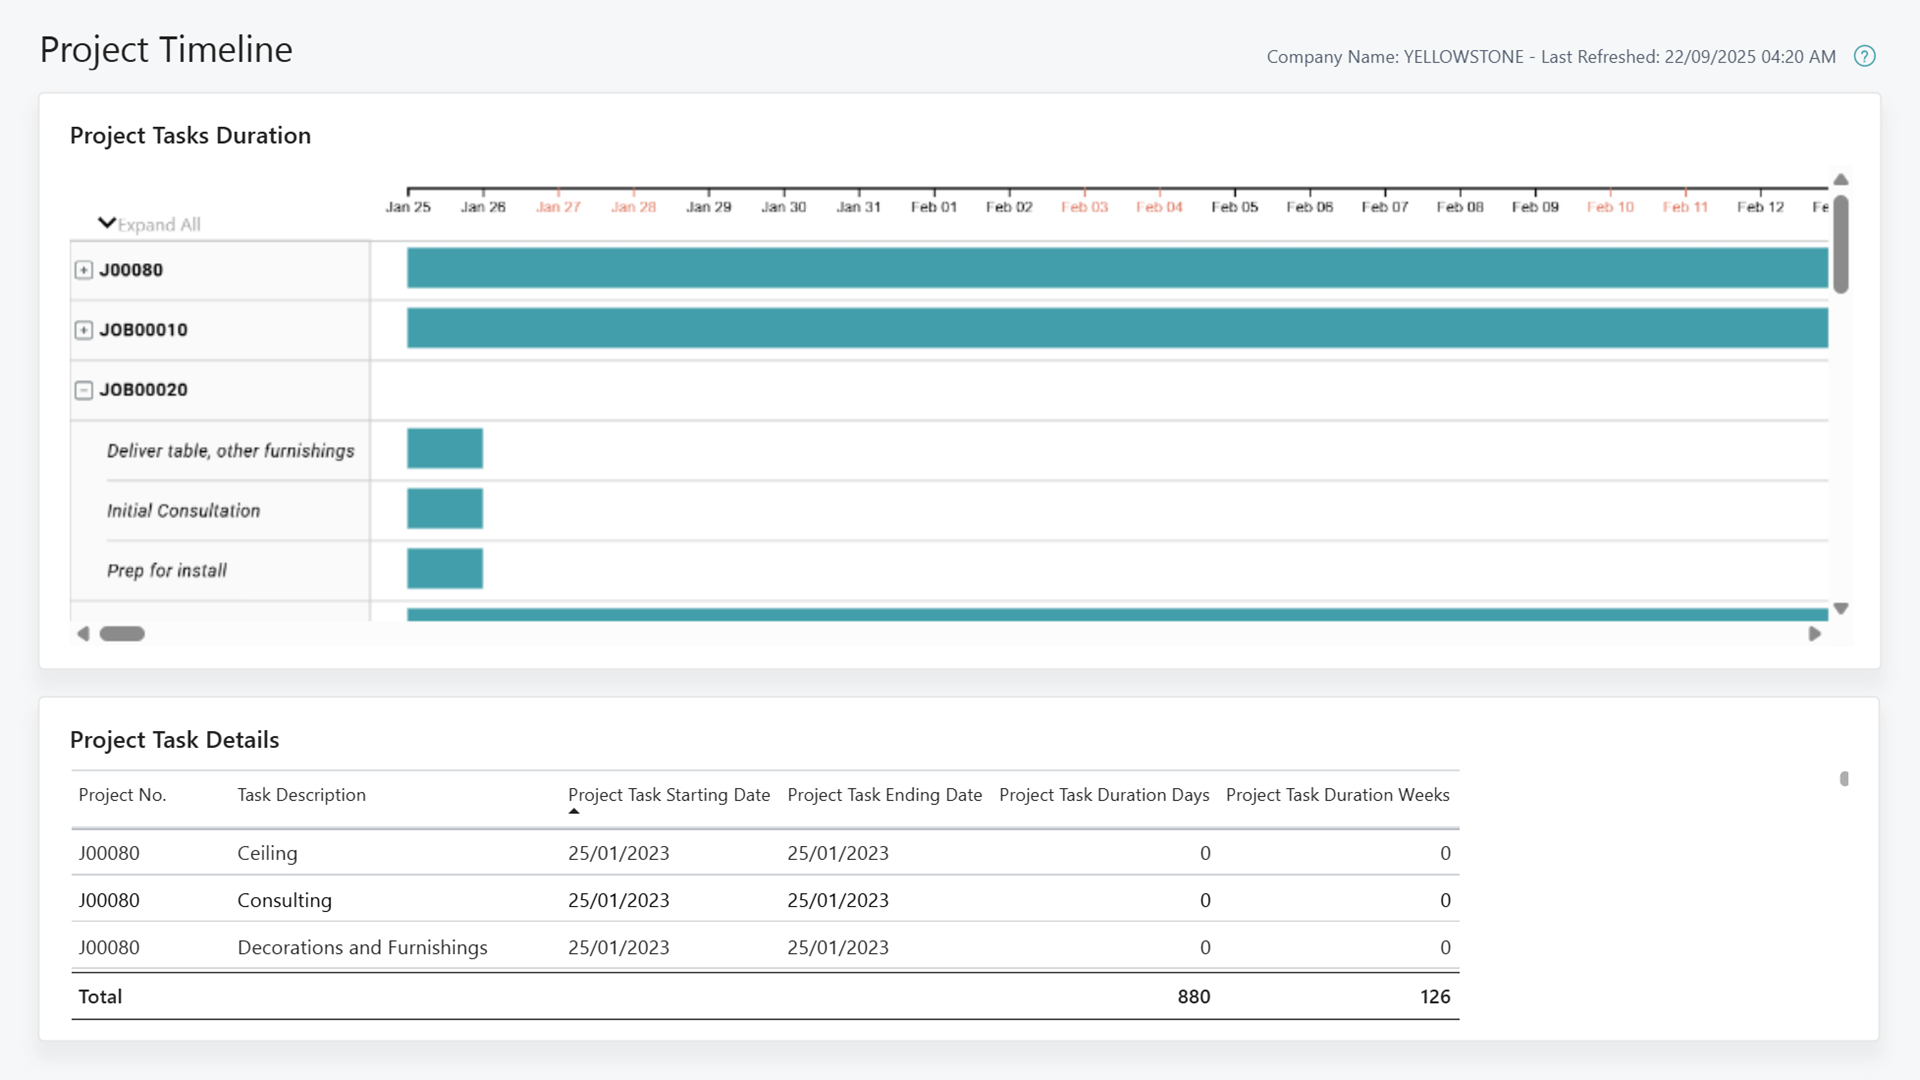 Project Timeline
Company Name: YELLOWSTONE - Last Refreshed: 22/09/2025 04:20 AM ?
Project Tasks Duration
Jan 25 Jan 26 Jan 27 Jan 28 Jan 29 Jan 30 Jan 31 Feb 01 Feb 02 Feb 03 Feb 04 Feb 05 Feb 06 Feb 07 Feb 08 Feb 09 Feb 10 Feb 11 Feb 12 Fe
Expand All
J00080
JOB00010
JOB00020
Deliver table, other furnishings
Initial Consultation
Prep for install
Project Task Details
Project No. Task Description Project Task Starting Date Project Task Ending Date Project Task Duration Days Project Task Duration Weeks
J00080 Ceiling 25/01/2023 25/01/2023 0 0
J00080 Consulting 25/01/2023 25/01/2023 0 0
J00080 Decorations and Furnishings 25/01/2023 25/01/2023 0 0
Total 880 126